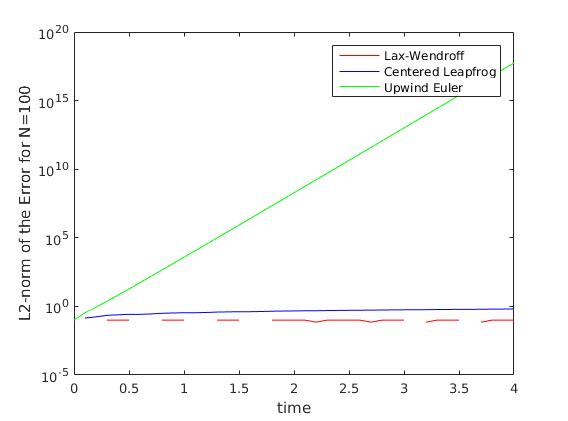 10^20
10^15
10^10
10^5
10^0
10^-5
L2-norm of the Error for N=100
Lax-Wendroff
Centered Leapfrog
Upwind Euler
0 0.5 1 1.5 2 2.5 3 3.5 4
time